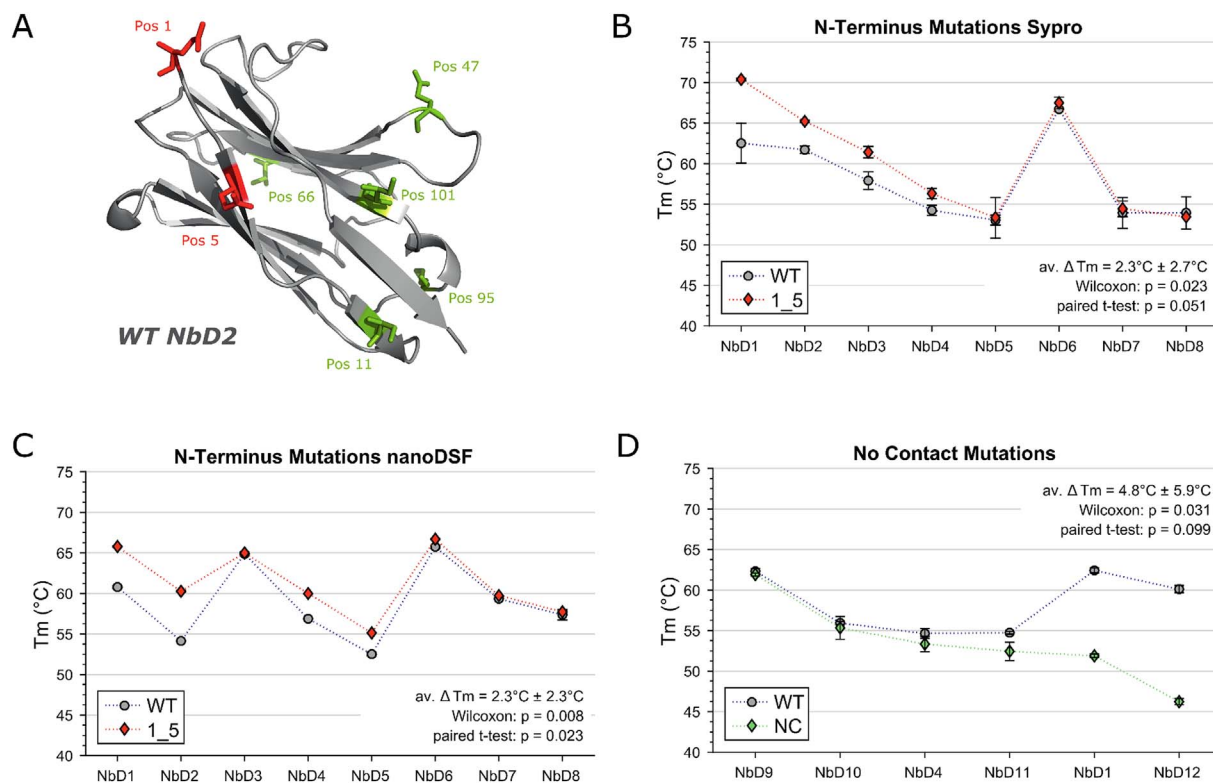 A
Pos 1
Pos 47
Pos 66
Pos 101
Pos 5
Pos 95
WT NbD2
Pos 11
B
N-Terminus Mutations Sypro
75
70
65
60
55
50
45
40
Tm (°C)
WT
1_5
av. Δ Tm = 2.3°C ± 2.7°C
Wilcoxon: p = 0.023
paired t-test: p = 0.051
NbD1 NbD2 NbD3 NbD4 NbD5 NbD6 NbD7 NbD8
C
N-Terminus Mutations nanoDSF
75
70
65
60
55
50
45
40
Tm (°C)
WT
1_5
av. Δ Tm = 2.3°C ± 2.3°C
Wilcoxon: p = 0.008
paired t-test: p = 0.023
NbD1 NbD2 NbD3 NbD4 NbD5 NbD6 NbD7 NbD8
D
No Contact Mutations
75
70
65
60
55
50
45
40
Tm (°C)
av. Δ Tm = 4.8°C ± 5.9°C
Wilcoxon: p = 0.031
paired t-test: p = 0.099
WT
NC
NbD9 NbD10 NbD4 NbD11 NbD1 NbD12